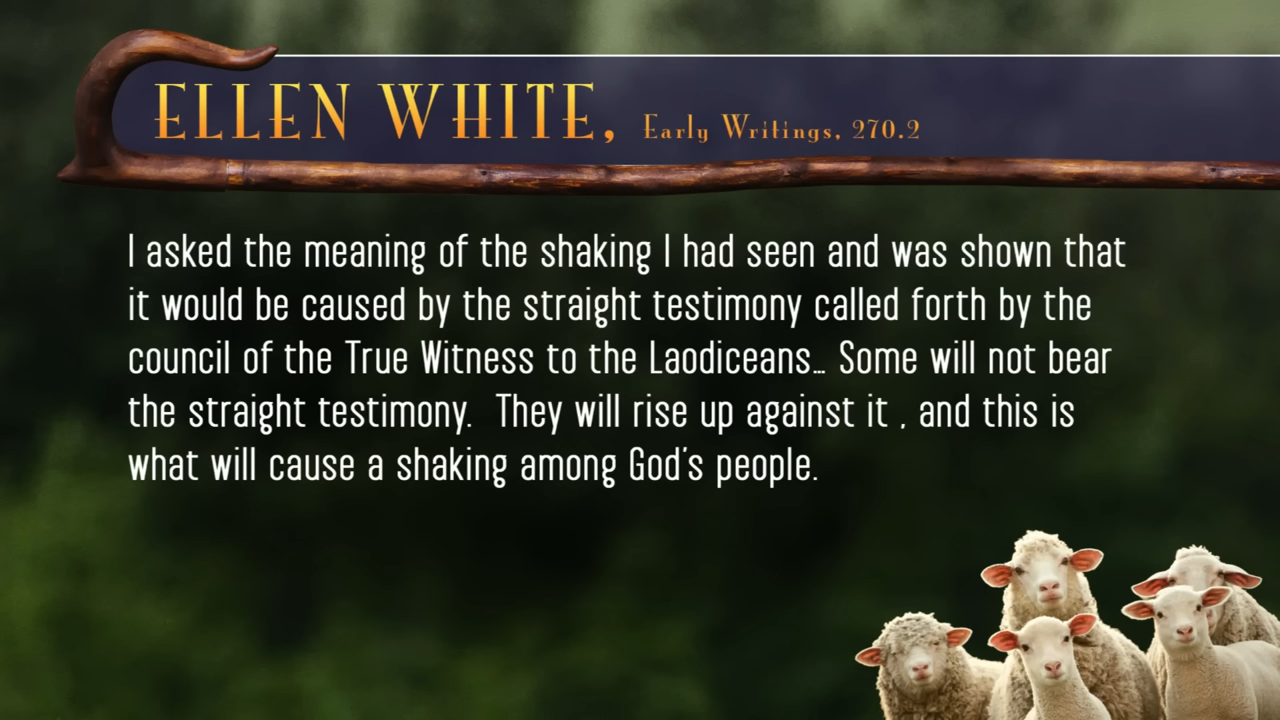 ELLEN WHITE, Early Writings, 270.2
I asked the meaning of the shaking I had seen and was shown that
it would be caused by the straight testimony called forth by the
council of the True Witness to the Laodiceans… Some will not bear
the straight testimony.  They will rise up against it , and this is
what will cause a shaking among God's people.